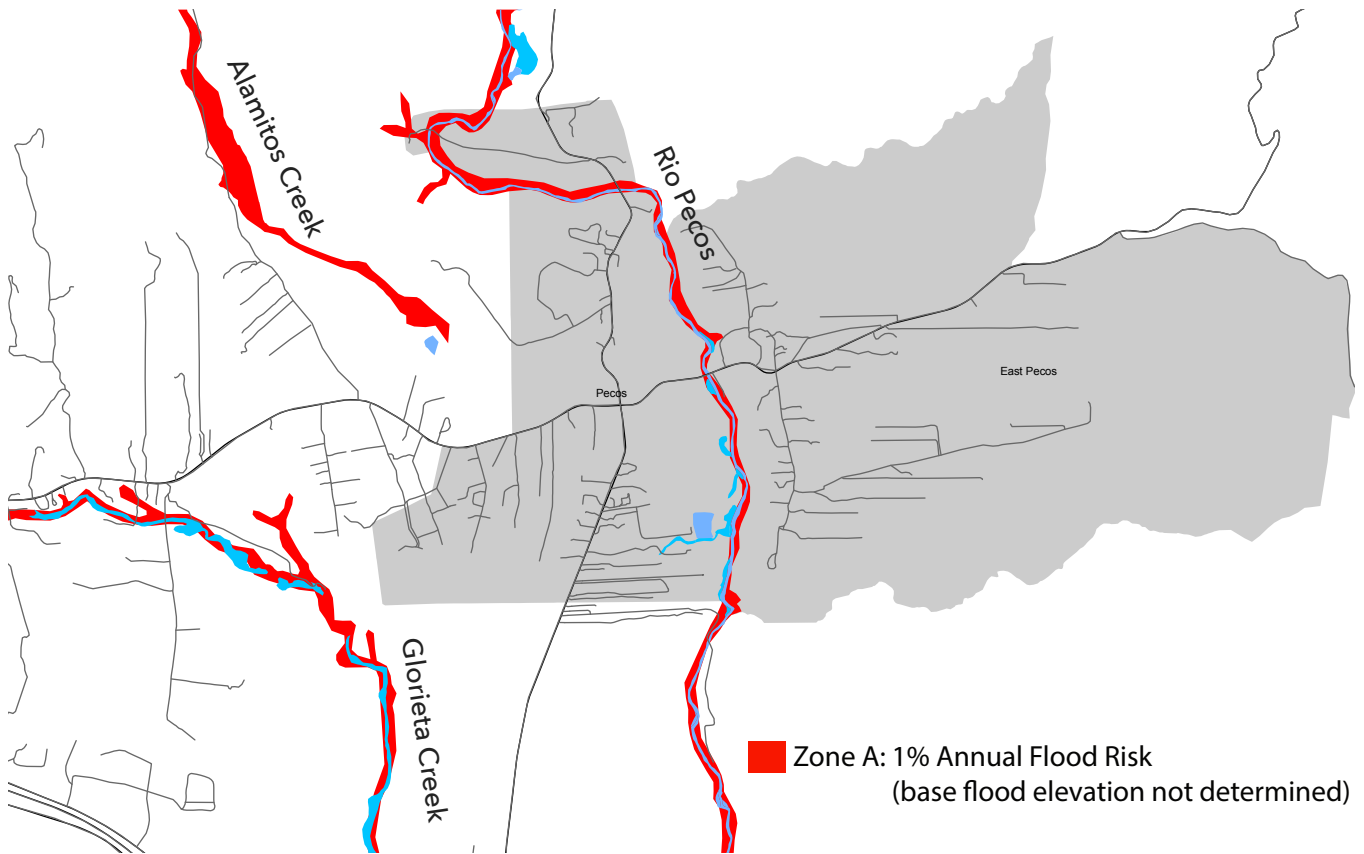 Alamitos Creek
Rio Pecos
East Pecos
Pecos
Glorieta Creek
Zone A: 1% Annual Flood Risk
(base flood elevation not determined)